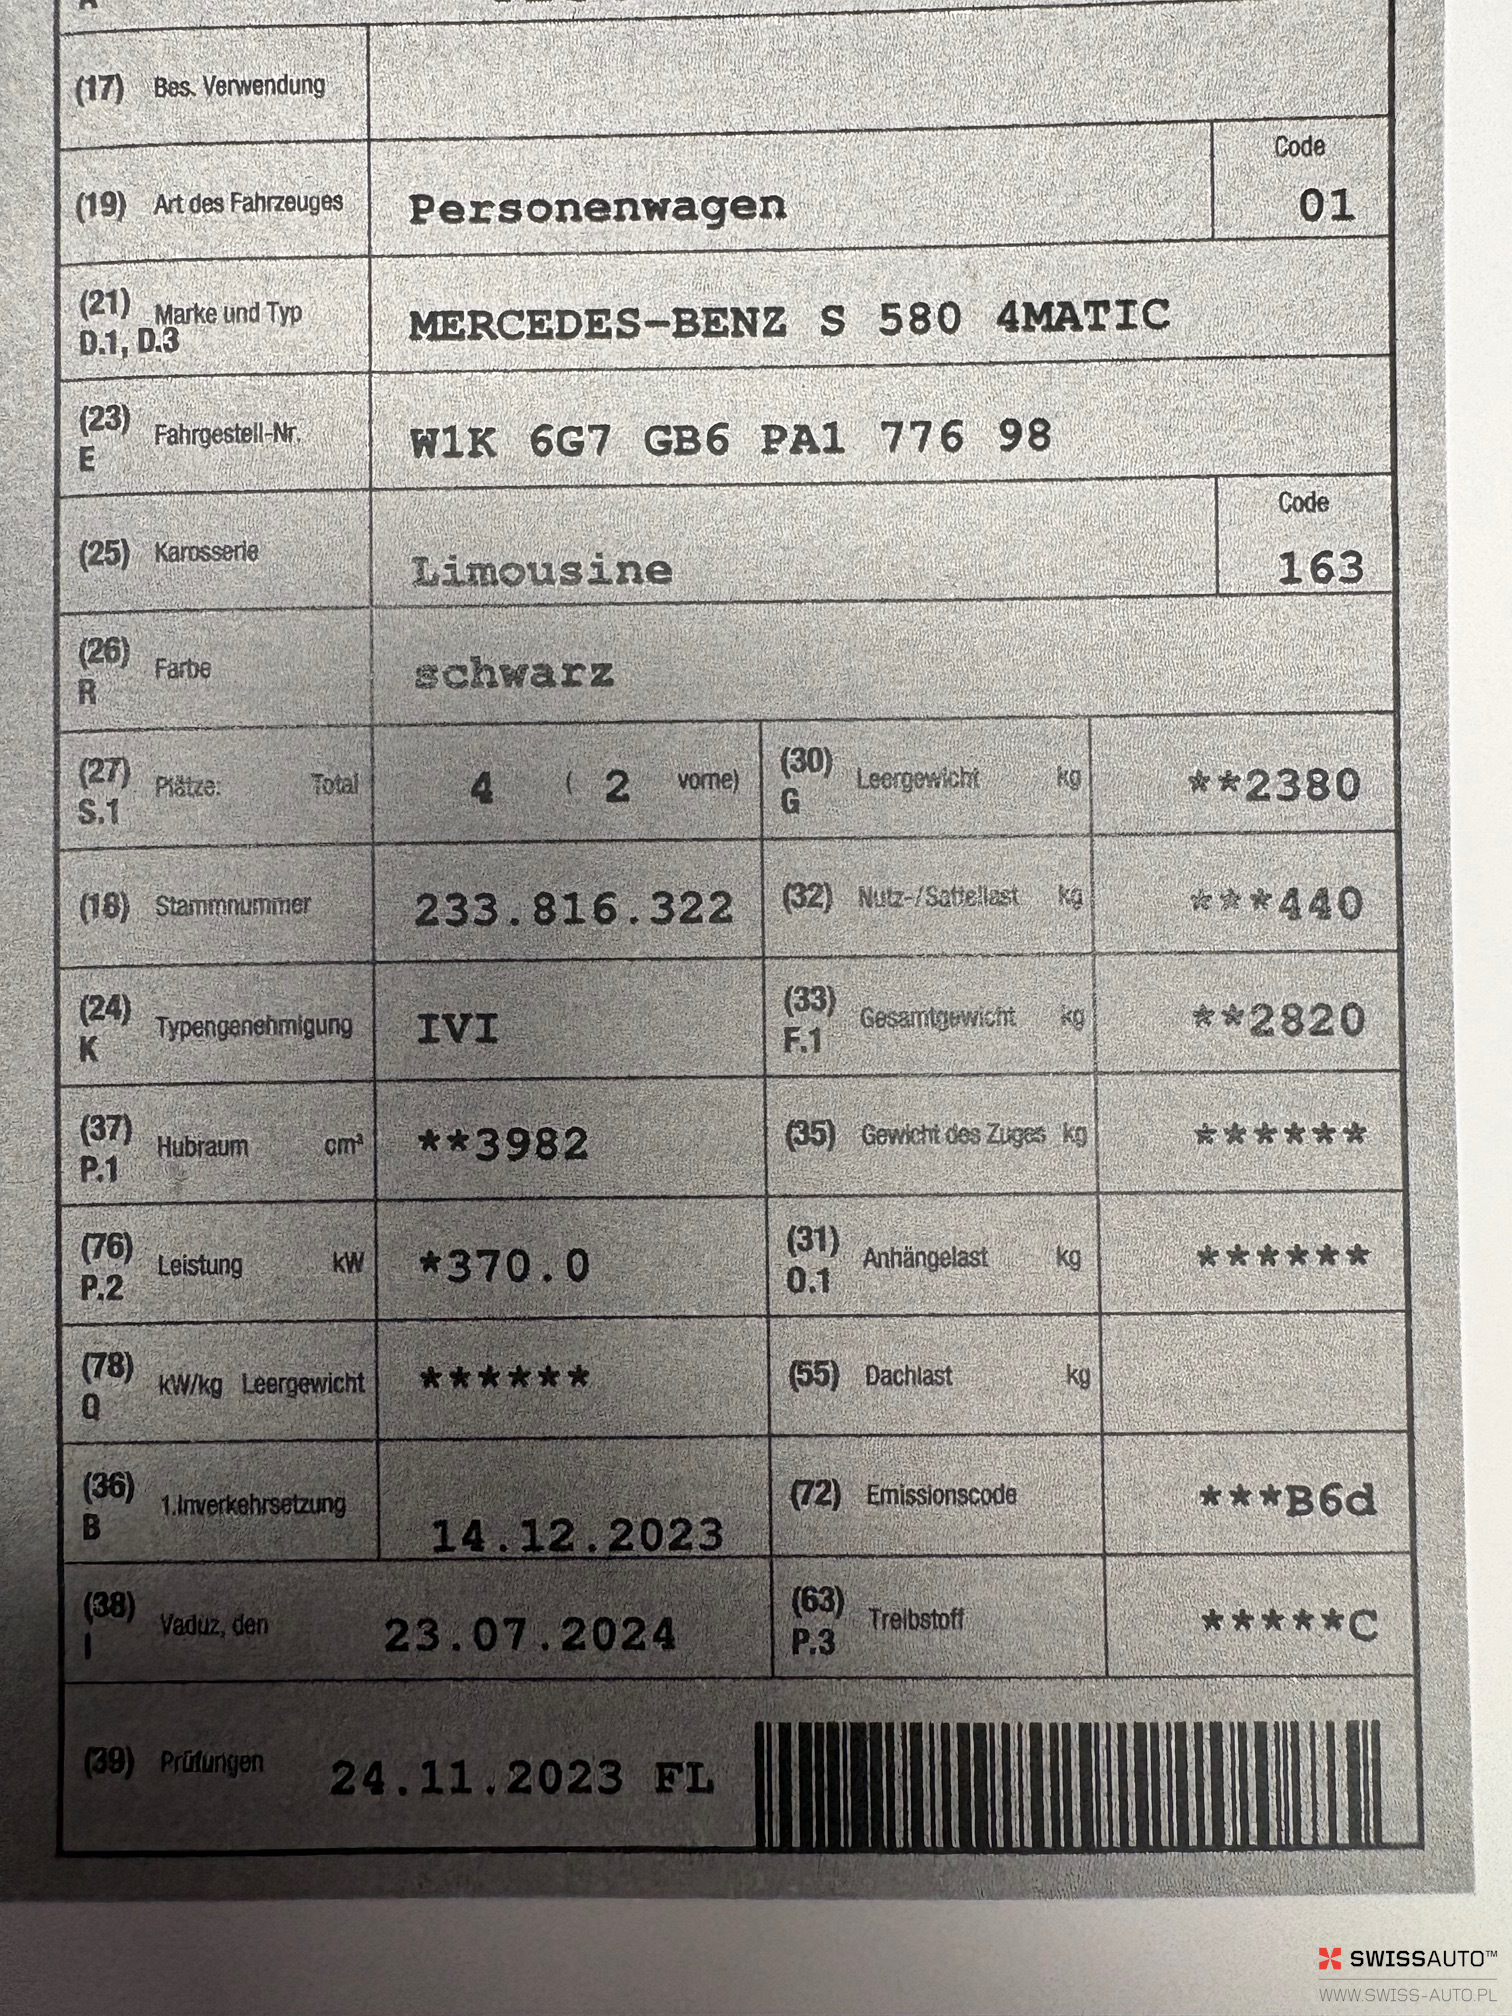 (17) Bes. Verwendung
Code
(19) Art des Fahrzeuges Personenwagen 01
(21) Marke und Typ MERCEDES-BENZ S 580 4MATIC
D.1, D.3
(23) Fahrgestell-Nr. W1K 6G7 GB6 PA1 776 98
E
Code
(25) Karosserie Limousine 163
(26) Farbe schwarz
R
(27) Plätze: Total 4 ( 2 vorne) (30) Leergewicht kg **2380
S.1 G
(18) Stammnummer 233.816.322 (32) Nutz-/Sattellast kg ***440
(24) Typengenehmigung IVI (33) Gesamtgewicht kg **2820
K F.1
(37) Hubraum cm³ **3982 (35) Gewicht des Zuges kg ******
P.1
(76) Leistung kW *370.0 (31) Anhängelast kg ******
P.2 O.1
(78) kW/kg Leergewicht ****** (55) Dachlast kg
Q
(36) 1.Inverkehrsetzung 14.12.2023 (72) Emissionscode ***B6d
B
(38) Vaduz, den 23.07.2024 (63) Treibstoff *****C
I P.3
(39) Prüfungen 24.11.2023 FL
SWISSAUTO™
WWW.SWISS-AUTO.PL